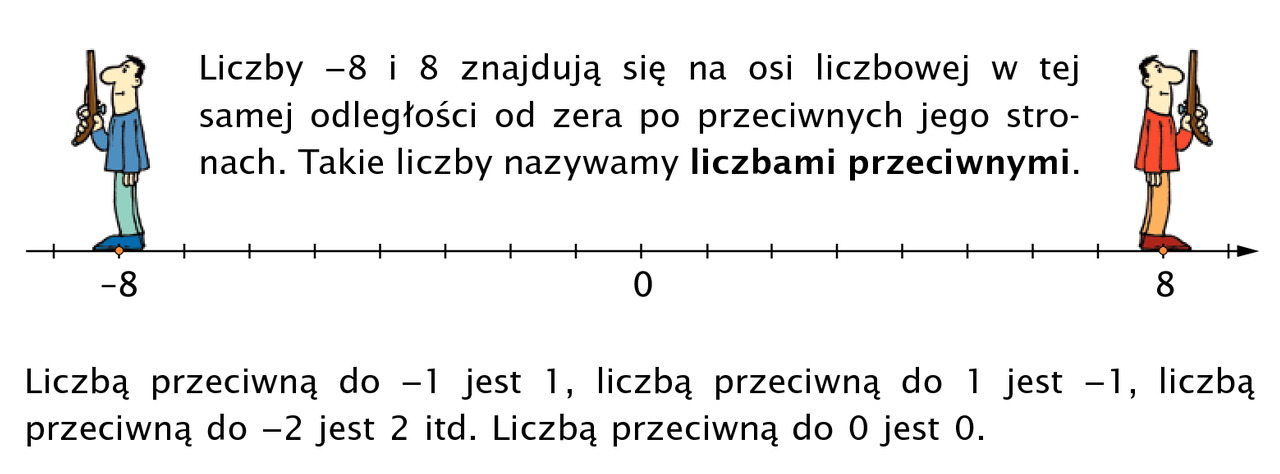 Liczby −8 i 8 znajdują się na osi liczbowej w tej
samej odległości od zera po przeciwnych jego stro-
nach. Takie liczby nazywamy liczbami przeciwnymi.
−8 0 8
Liczbą przeciwną do −1 jest 1, liczbą przeciwną do 1 jest −1, liczbą
przeciwną do −2 jest 2 itd. Liczbą przeciwną do 0 jest 0.